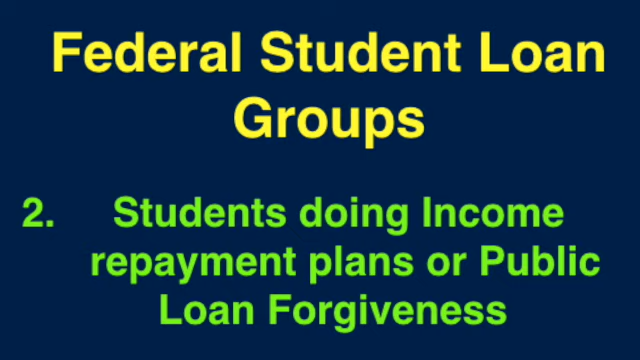 Federal Student Loan
Groups
2. Students doing Income
repayment plans or Public
Loan Forgiveness